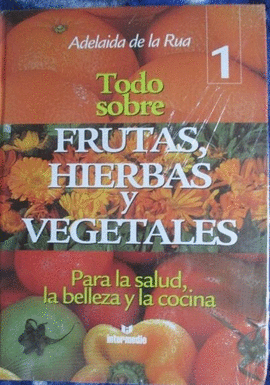 Adelaida de la Rua
1
Todo
sobre
FRUTAS,
HIERBAS
y
VEGETALES
Para la salud,
la belleza y la cocina
intermedio